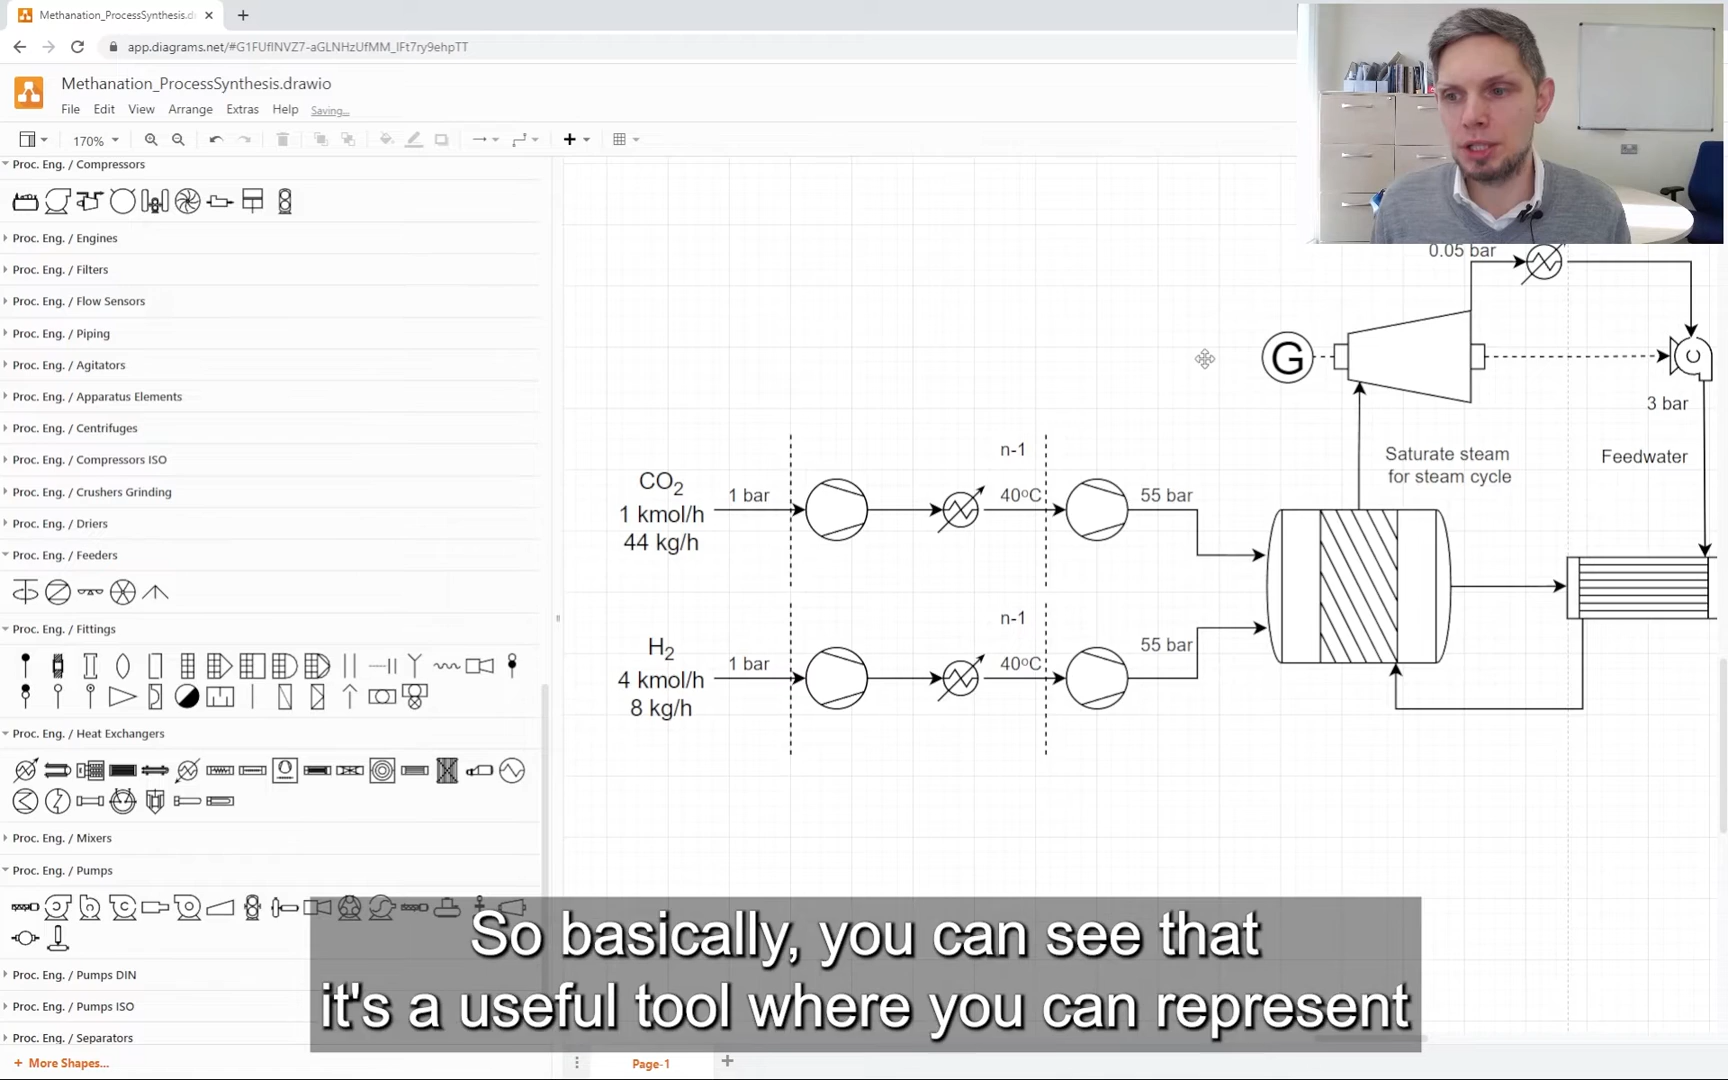 Methanation_ProcessSynthesis.d
app.diagrams.net/#G1FUflNVZ7-aGLNHzUfMM_lFt7ry9ehpTT
Methanation_ProcessSynthesis.drawio
File Edit View Arrange Extras Help Saving...
170%
Proc. Eng. / Compressors
Proc. Eng. / Engines
Proc. Eng. / Filters
Proc. Eng. / Flow Sensors
Proc. Eng. / Piping
Proc. Eng. / Agitators
Proc. Eng. / Apparatus Elements
Proc. Eng. / Centrifuges
Proc. Eng. / Compressors ISO
Proc. Eng. / Crushers Grinding
Proc. Eng. / Driers
Proc. Eng. / Feeders
Proc. Eng. / Fittings
Proc. Eng. / Heat Exchangers
Proc. Eng. / Mixers
Proc. Eng. / Pumps
Proc. Eng. / Pumps DIN
Proc. Eng. / Pumps ISO
Proc. Eng. / Separators
+ More Shapes...
0.05 bar
G
3 bar
Saturate steam
for steam cycle
Feedwater
n-1
CO₂
1 kmol/h
44 kg/h
1 bar
40ºC
55 bar
n-1
H₂
4 kmol/h
8 kg/h
1 bar
40ºC
55 bar
So basically, you can see that
it's a useful tool where you can represent
Page-1